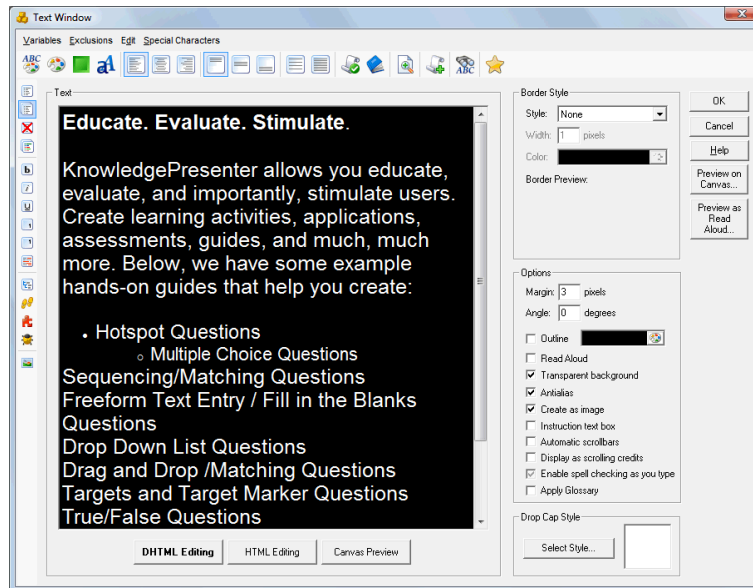 Text Window
Variables Exclusions Edit Special Characters
ABC
aA
ABC
Text
b
i
U
Educate. Evaluate. Stimulate.
KnowledgePresenter allows you educate,
evaluate, and importantly, stimulate users.
Create learning activities, applications,
assessments, guides, and much, much
more. Below, we have some example
hands-on guides that help you create:
Hotspot Questions
Multiple Choice Questions
Sequencing/Matching Questions
Freeform Text Entry / Fill in the Blanks
Questions
Drop Down List Questions
Drag and Drop /Matching Questions
Targets and Target Marker Questions
True/False Questions
DHTML Editing HTML Editing Canvas Preview
Border Style
Style: None
Width: 1 pixels
Color:
Border Preview:
Options
Margin: 3 pixels
Angle: 0 degrees
Outline
Read Aloud
Transparent background
Antialias
Create as image
Instruction text box
Automatic scrollbars
Display as scrolling credits
Enable spell checking as you type
Apply Glossary
Drop Cap Style
Select Style...
OK
Cancel
Help
Preview on
Canvas...
Preview as
Read
Aloud...